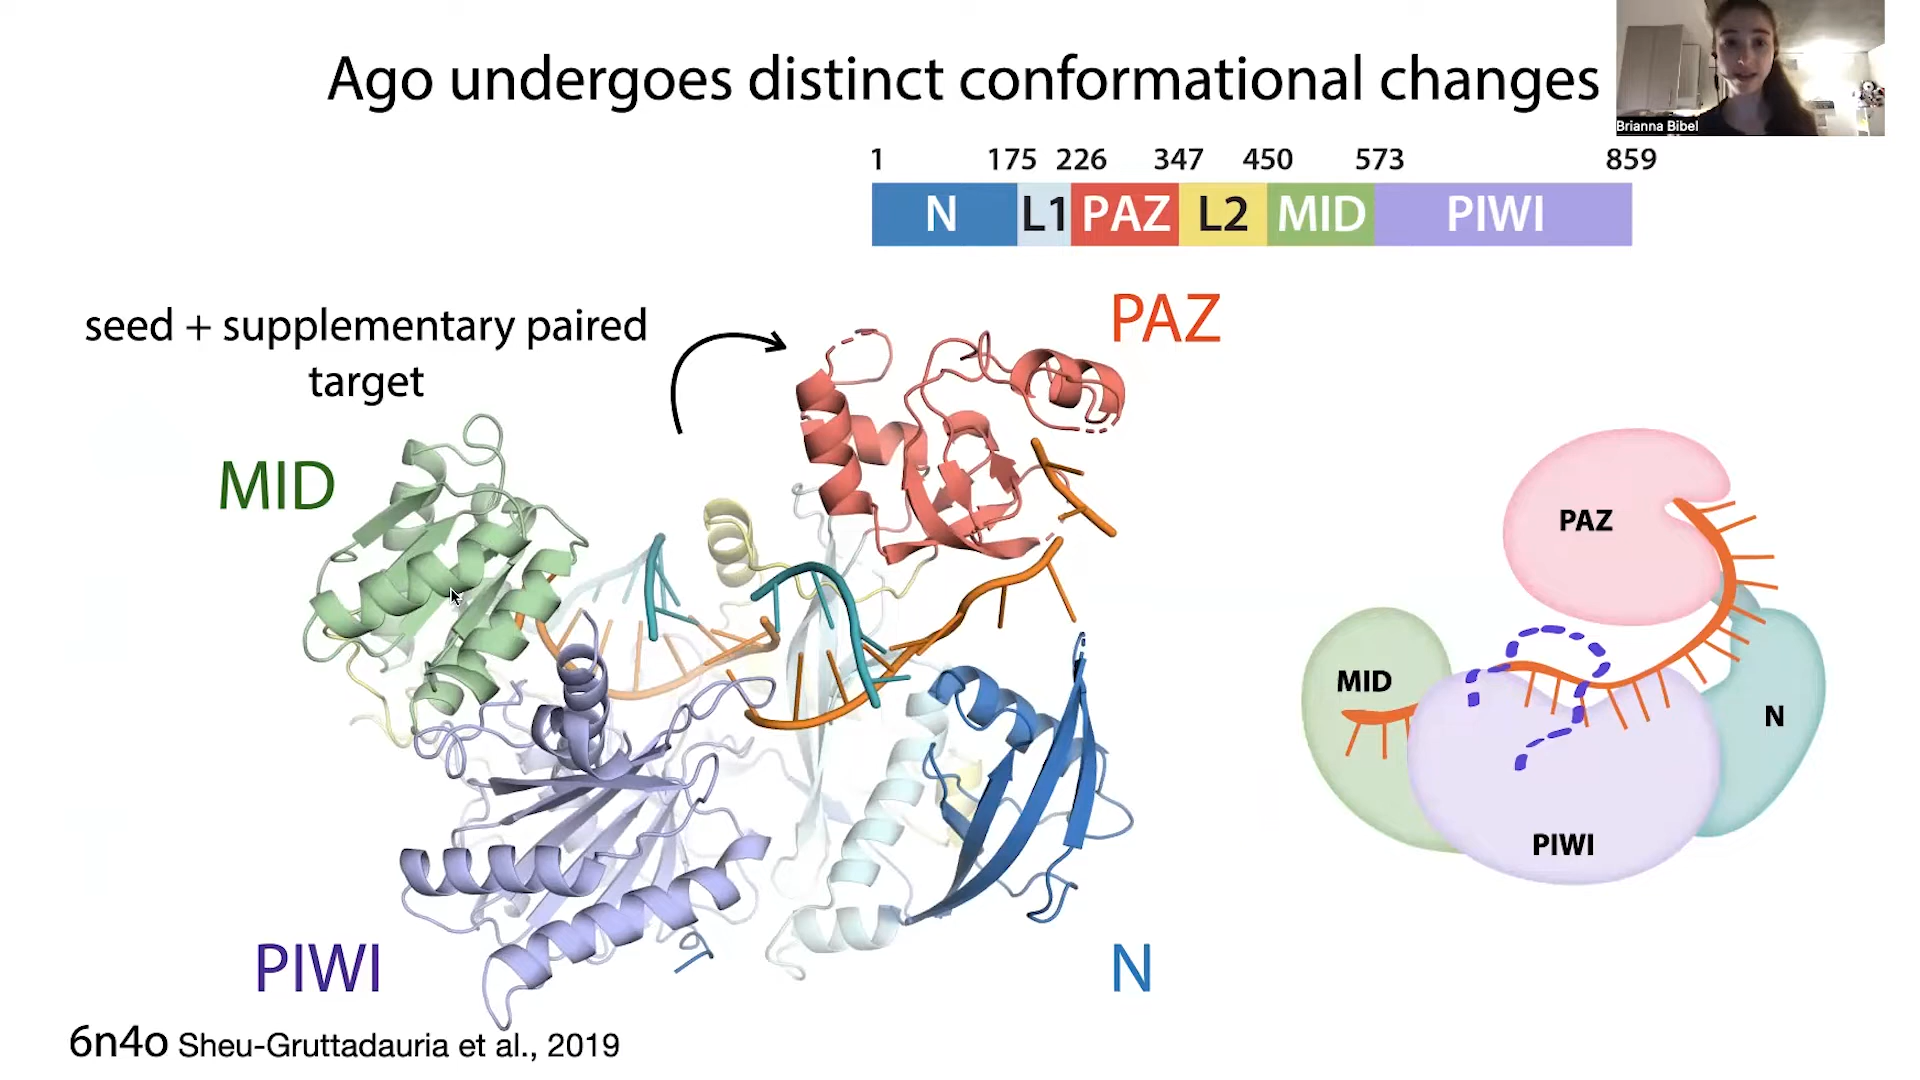 Ago undergoes distinct conformational changes
Brianna Bibel
1 175 226 347 450 573 859
N L1 PAZ L2 MID PIWI
seed + supplementary paired
target
PAZ
MID
PIWI
N
PAZ
MID
N
PIWI
6n4o Sheu-Gruttadauria et al., 2019